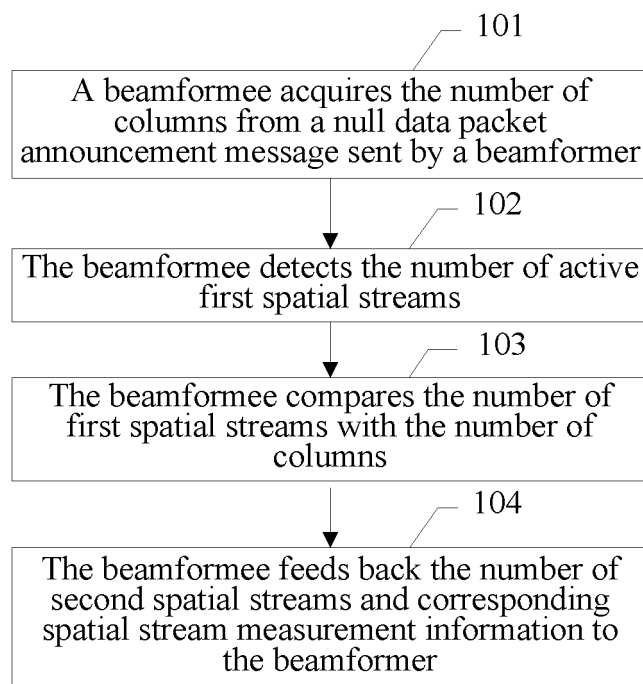 101
A beamformee acquires the number of
columns from a null data packet
announcement message sent by a beamformer
102
The beamformee detects the number of active
first spatial streams
103
The beamformee compares the number of
first spatial streams with the number of
columns
104
The beamformee feeds back the number of
second spatial streams and corresponding
spatial stream measurement information to
the beamformer